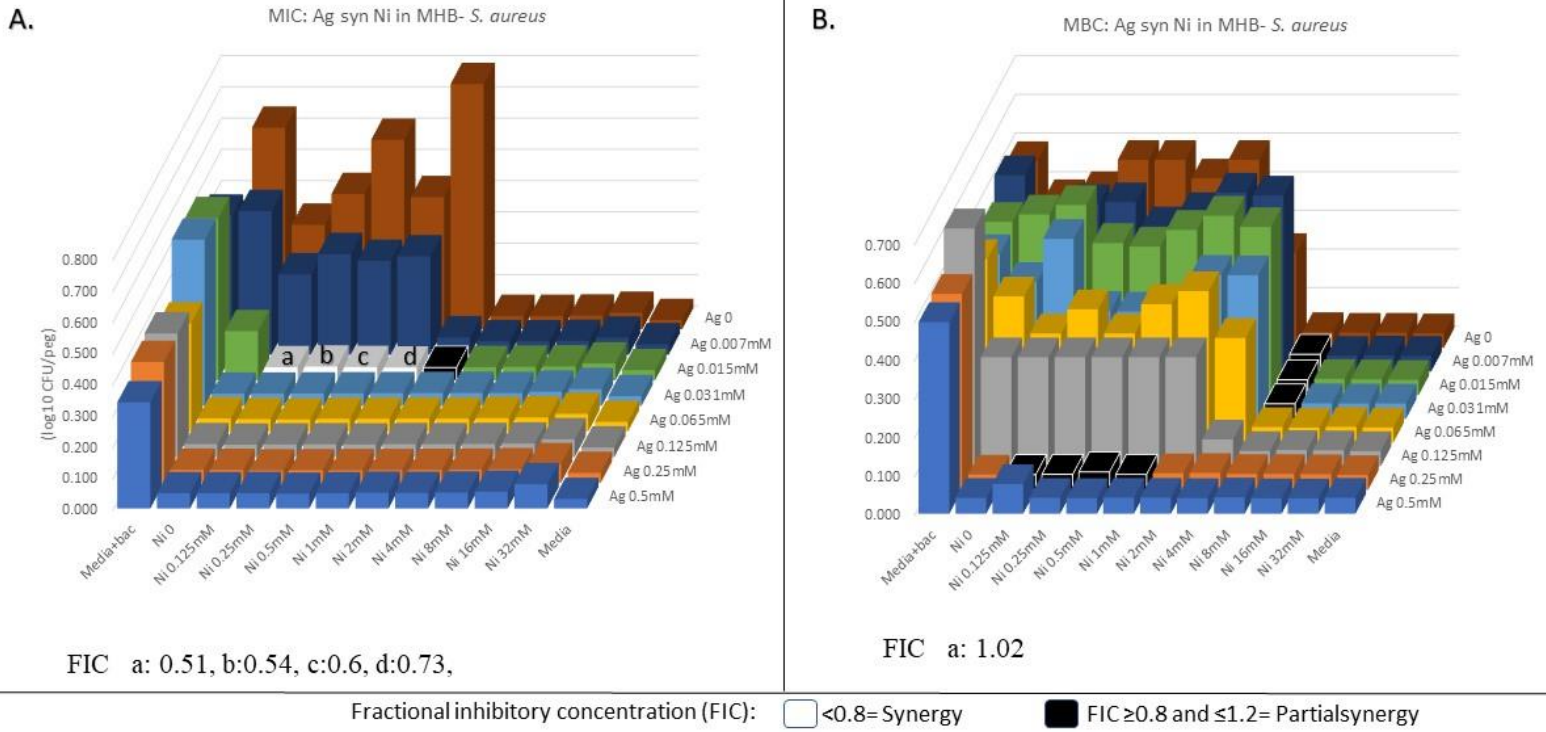 A.
MIC: Ag syn Ni in MHB- S. aureus
0.800
0.700
0.600
0.500
0.400
0.300
0.200
0.100
0.000
(log10 CFU/peg)
a b c d
Ag 0
Ag 0.007mM
Ag 0.015mM
Ag 0.031mM
Ag 0.065mM
Ag 0.125mM
Ag 0.25mM
Ag 0.5mM
Media+bac
Ni 0
Ni 0.125mM
Ni 0.25mM
Ni 0.5mM
Ni 1mM
Ni 2mM
Ni 4mM
Ni 8mM
Ni 16mM
Ni 32mM
Media
FIC a: 0.51, b:0.54, c:0.6, d:0.73,
B.
MBC: Ag syn Ni in MHB- S. aureus
0.700
0.600
0.500
0.400
0.300
0.200
0.100
0.000
Ag 0
Ag 0.007mM
Ag 0.015mM
Ag 0.031mM
Ag 0.065mM
Ag 0.125mM
Ag 0.25mM
Ag 0.5mM
Media+bac
Ni 0
Ni 0.125mM
Ni 0.25mM
Ni 0.5mM
Ni 1mM
Ni 2mM
Ni 4mM
Ni 8mM
Ni 16mM
Ni 32mM
Media
FIC a: 1.02
Fractional inhibitory concentration (FIC): <0.8= Synergy FIC ≥0.8 and ≤1.2= Partialsynergy